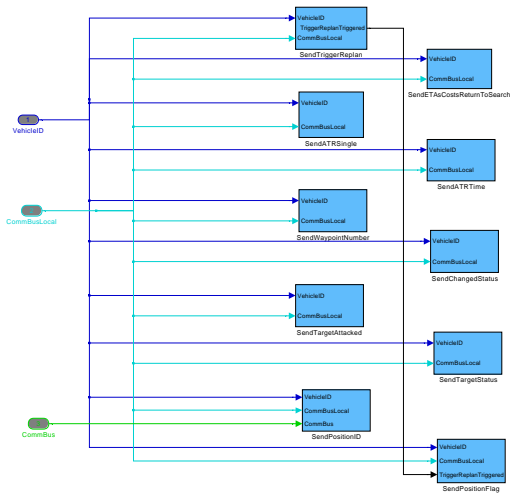 VehicleID
TriggerReplanTriggered
CommBusLocal
SendTriggerReplan
VehicleID
CommBusLocal
SendETAsCostsReturnToSearch
VehicleID
CommBusLocal
SendATRSingle
VehicleID
VehicleID
CommBusLocal
SendATRTime
VehicleID
CommBusLocal
SendWaypointNumber
CommBusLocal
VehicleID
CommBusLocal
SendChangedStatus
VehicleID
CommBusLocal
SendTargetAttacked
VehicleID
CommBusLocal
SendTargetStatus
VehicleID
CommBusLocal
CommBus
SendPositionID
CommBus
VehicleID
CommBusLocal
TriggerReplanTriggered
SendPositionFlag